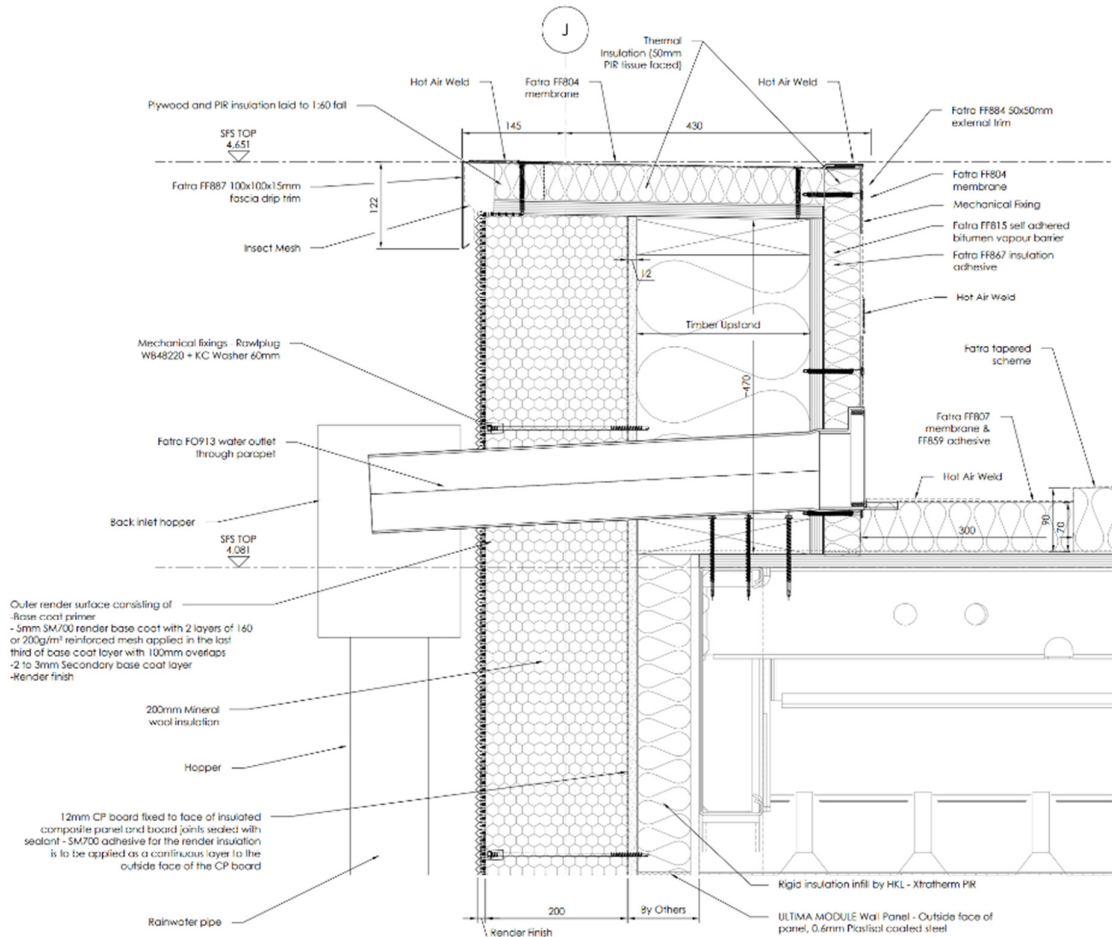 J
Thermal
Insulation (50mm
PIR tissue faced)
Hot Air Weld
Fatra FF804
membrane
Hot Air Weld
Plywood and PIR insulation laid to 1:60 fall
Fatra FF884 50x50mm
external trim
145
430
SFS TOP
4.651
Fatra FF887 100x100x15mm
fascia drip trim
122
Fatra FF804
membrane
Mechanical Fixing
Insect Mesh
Fatra FF815 self adhered
bitumen vapour barrier
Fatra FF867 insulation
adhesive
12
Hot Air Weld
Timber Upstand
Mechanical fixings - Rawlplug
WB48220 + KC Washer 60mm
Fatra tapered
scheme
~470
Fatra FF807
membrane &
FF859 adhesive
Fatra FO913 water outlet
through parapet
Hot Air Weld
Back inlet hopper
300
90
70
SFS TOP
4.081
Outer render surface consisting of
-Base coat primer
- 5mm SM700 render base coat with 2 layers of 160
or 200g/m² reinforced mesh applied in the last
third of base coat layer with 100mm overlaps
-2 to 3mm Secondary base coat layer
-Render finish
200mm Mineral
wool insulation
Hopper
12mm CP board fixed to face of insulated
composite panel and board joints sealed with
sealant - SM700 adhesive for the render insulation
is to be applied as a continuous layer to the
outside face of the CP board
Rigid insulation infill by HKL - Xtratherm PIR
200
By Others
Rainwater pipe
ULTIMA MODULE Wall Panel - Outside face of
panel, 0.6mm Plastisol coated steel
Render Finish